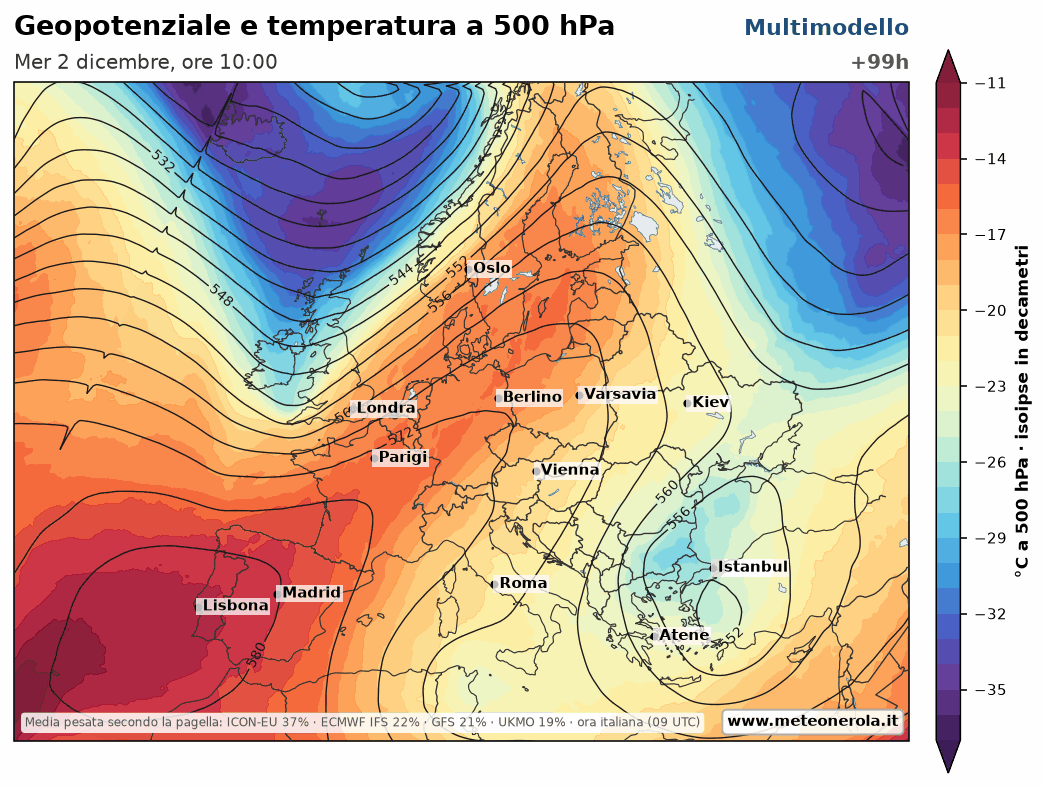 Geopotenziale e temperatura a 500 hPa
Multimodello
Mer 2 dicembre, ore 10:00
+99h
532
548
544
552
556
572
560
556
552
580
Oslo
Londra
Berlino
Varsavia
Kiev
Parigi
Vienna
Istanbul
Roma
Madrid
Lisbona
Atene
−11
−14
−17
−20
−23
−26
−29
−32
−35
°C a 500 hPa · isoipse in decametri
Media pesata secondo la pagella: ICON-EU 37% · ECMWF IFS 22% · GFS 21% · UKMO 19% · ora italiana (09 UTC)
www.meteonerola.it